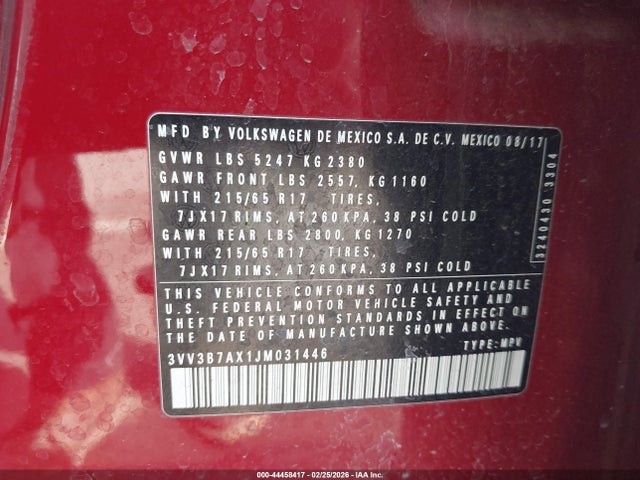 MFD BY VOLKSWAGEN DE MEXICO S.A. DE C.V. MEXICO 08/17
GVWR LBS 5247 KG 2380
GAWR FRONT LBS 2557, KG 1160
WITH 215/65 R17 TIRES,
7JX17 RIMS, AT 260 KPA, 38 PSI COLD
GAWR REAR LBS 2800, KG 1270
WITH 215/65 R17 TIRES,
7JX17 RIMS, AT 260 KPA, 38 PSI COLD
THIS VEHICLE CONFORMS TO ALL APPLICABLE
U.S. FEDERAL MOTOR VEHICLE SAFETY AND
THEFT PREVENTION STANDARDS IN EFFECT ON
THE DATE OF MANUFACTURE SHOWN ABOVE.
3VV3B7AX1JM031446 TYPE: MPV
3240430 3304
000-44458417 - 02/25/2026 - IAA Inc.